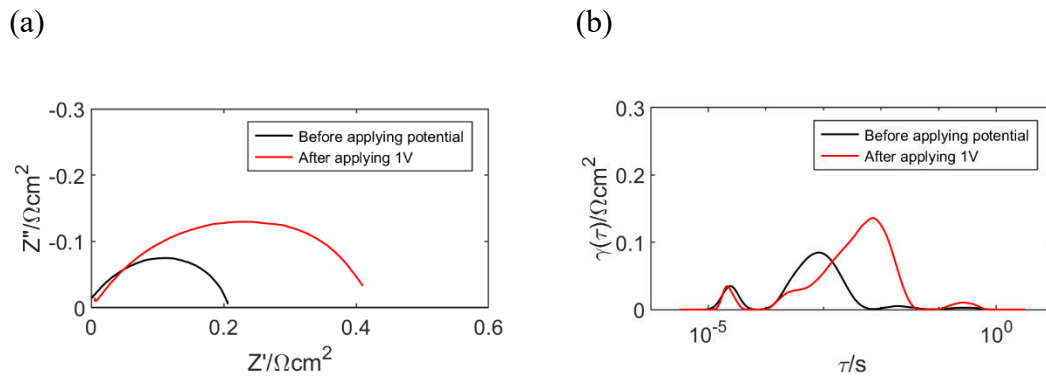 (a)
(b)
-0.3
-0.2
-0.1
0
Z"/Ωcm²
Before applying potential
After applying 1V
0
0.2
0.4
0.6
Z'/Ωcm²
0.3
0.2
0.1
0
γ(τ)/Ωcm²
Before applying potential
After applying 1V
10⁻⁵
10⁰
τ/s